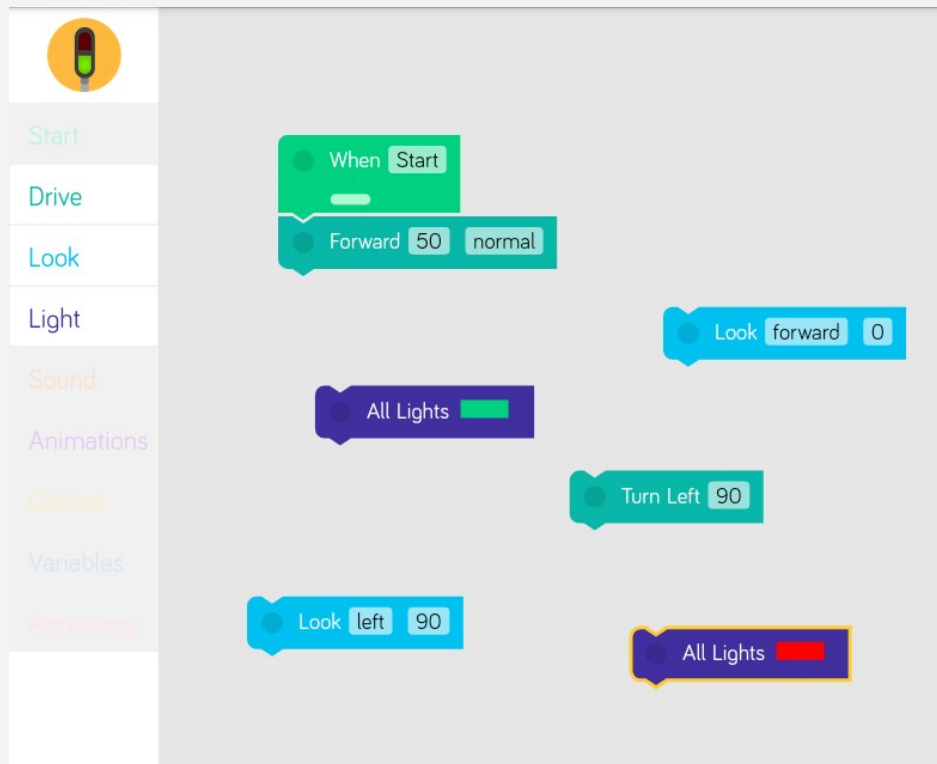 Start
Drive
Look
Light
Sound
Animations
Control
Variables
Accessory
When Start
Forward 50 normal
Look forward 0
All Lights
Turn Left 90
Look left 90
All Lights